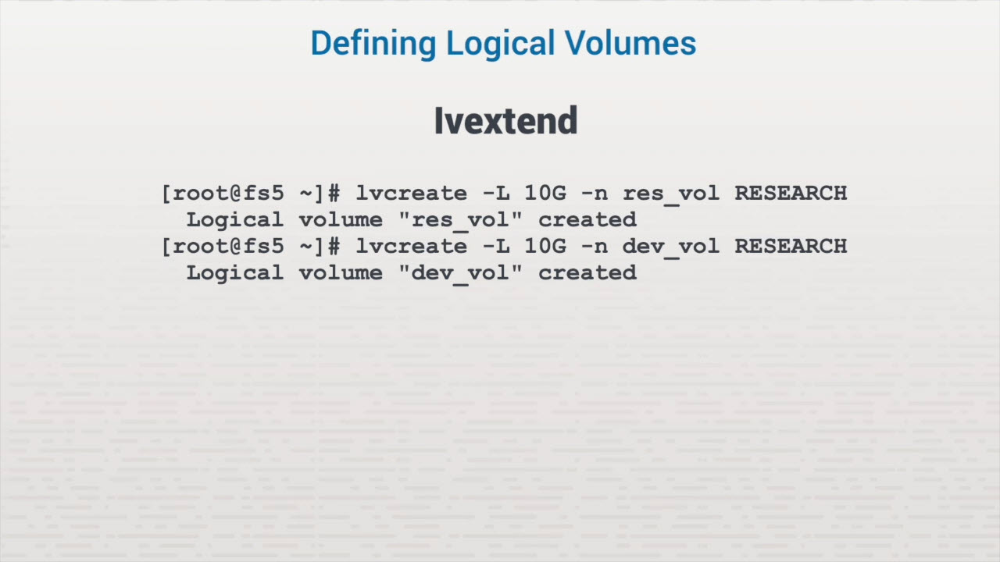 Defining Logical Volumes
lvextend
[root@fs5 ~]# lvcreate -L 10G -n res_vol RESEARCH
Logical volume "res_vol" created
[root@fs5 ~]# lvcreate -L 10G -n dev_vol RESEARCH
Logical volume "dev_vol" created